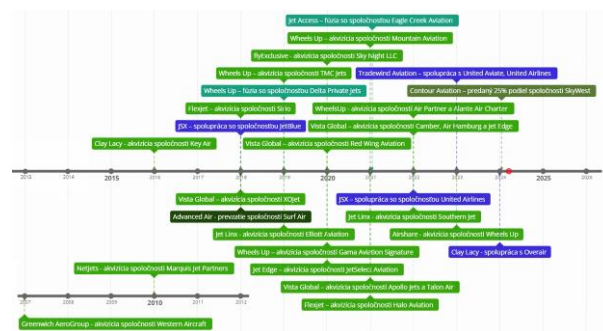 Jet Access – fúzia so spoločnosťou Eagle Creek Aviation
Wheels Up – akvizícia spoločnosti Mountain Aviation
flyExclusive – akvizícia spoločnosti Sky Night LLC
Wheels Up – akvizícia spoločnosti TMC Jets
Tradewind Aviation – spolupráca s United Aviate, United Airlines
Wheels Up – fúzia so spoločnosťou Delta Private Jets
Contour Aviation – predaný 25% podiel spoločnosti SkyWest
Flexjet – akvizícia spoločnosti Sirio
WheelsUp – akvizícia spoločnosti Air Partner a Alante Air Charter
JSX – spolupráca so spoločnosťou JetBlue
Vista Global – akvizícia spoločnosti Camber, Air Hamburg a Jet Edge
Clay Lacy – akvizícia spoločnosti Key Air
Vista Global – akvizícia spoločnosti Red Wing Aviation
2013 2014 2015 2016 2017 2018 2019 2020 2021 2022 2023 2024 2025 2026
Vista Global – akvizícia spoločnosti XOJet
JSX – spolupráca so spoločnosťou United Airlines
Advanced Air - prevzatie spoločnosti Surf Air
Jet Linx – akvizícia spoločnosti Southern Jet
Jet Linx – akvizícia spoločnosti Elliott Aviation
Airshare – akvizícia spoločnosti Wheels Up
Wheels Up – akvizícia spoločnosti Gama Aviation Signature
Clay Lacy - spolupráca s Overair
Netjets – akvizícia spoločnosti Marquis Jet Partners
Jet Edge – akvizícia spoločnosti JetSelect Aviation
Vista Global – akvizícia spoločnosti Apollo Jets a Talon Air
2007 2008 2009 2010 2011 2012
Flexjet – akvizícia spoločnosti Halo Aviation
Greenwich AeroGroup - akvizícia spoločnosti Western Aircraft